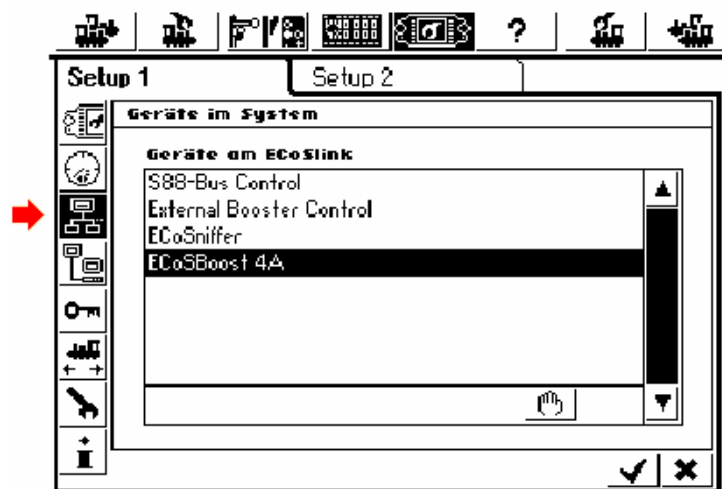 ?
Setup 1
Setup 2
Geräte im System
Geräte am ECoSlink
S88-Bus Control
External Booster Control
ECoSniffer
ECoSBoost 4A